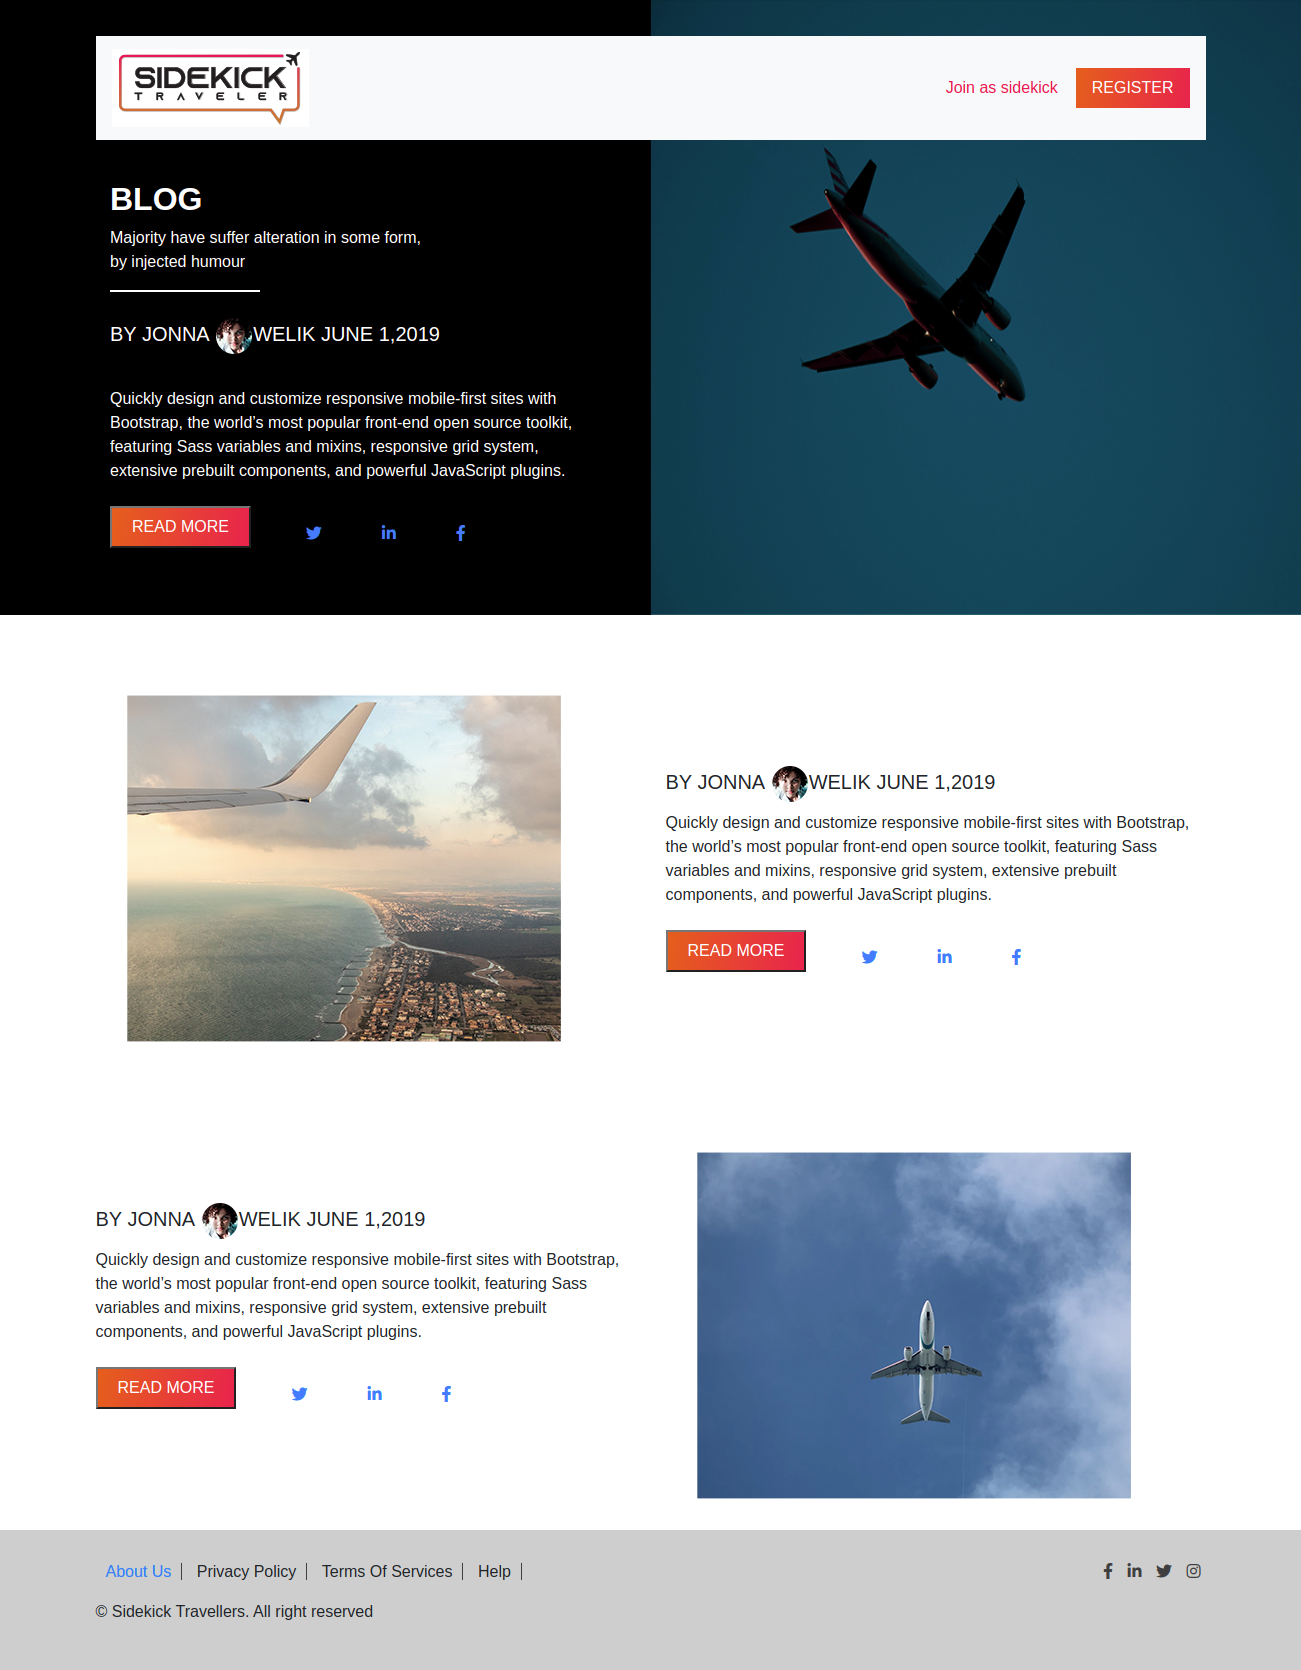 SIDEKICK
TRAVELER
Join as sidekick
REGISTER
BLOG
Majority have suffer alteration in some form,
by injected humour
BY JONNA WELIK JUNE 1,2019
Quickly design and customize responsive mobile-first sites with
Bootstrap, the world’s most popular front-end open source toolkit,
featuring Sass variables and mixins, responsive grid system,
extensive prebuilt components, and powerful JavaScript plugins.
READ MORE
BY JONNA WELIK JUNE 1,2019
Quickly design and customize responsive mobile-first sites with Bootstrap,
the world’s most popular front-end open source toolkit, featuring Sass
variables and mixins, responsive grid system, extensive prebuilt
components, and powerful JavaScript plugins.
READ MORE
BY JONNA WELIK JUNE 1,2019
Quickly design and customize responsive mobile-first sites with Bootstrap,
the world’s most popular front-end open source toolkit, featuring Sass
variables and mixins, responsive grid system, extensive prebuilt
components, and powerful JavaScript plugins.
READ MORE
About Us
Privacy Policy
Terms Of Services
Help
© Sidekick Travellers. All right reserved